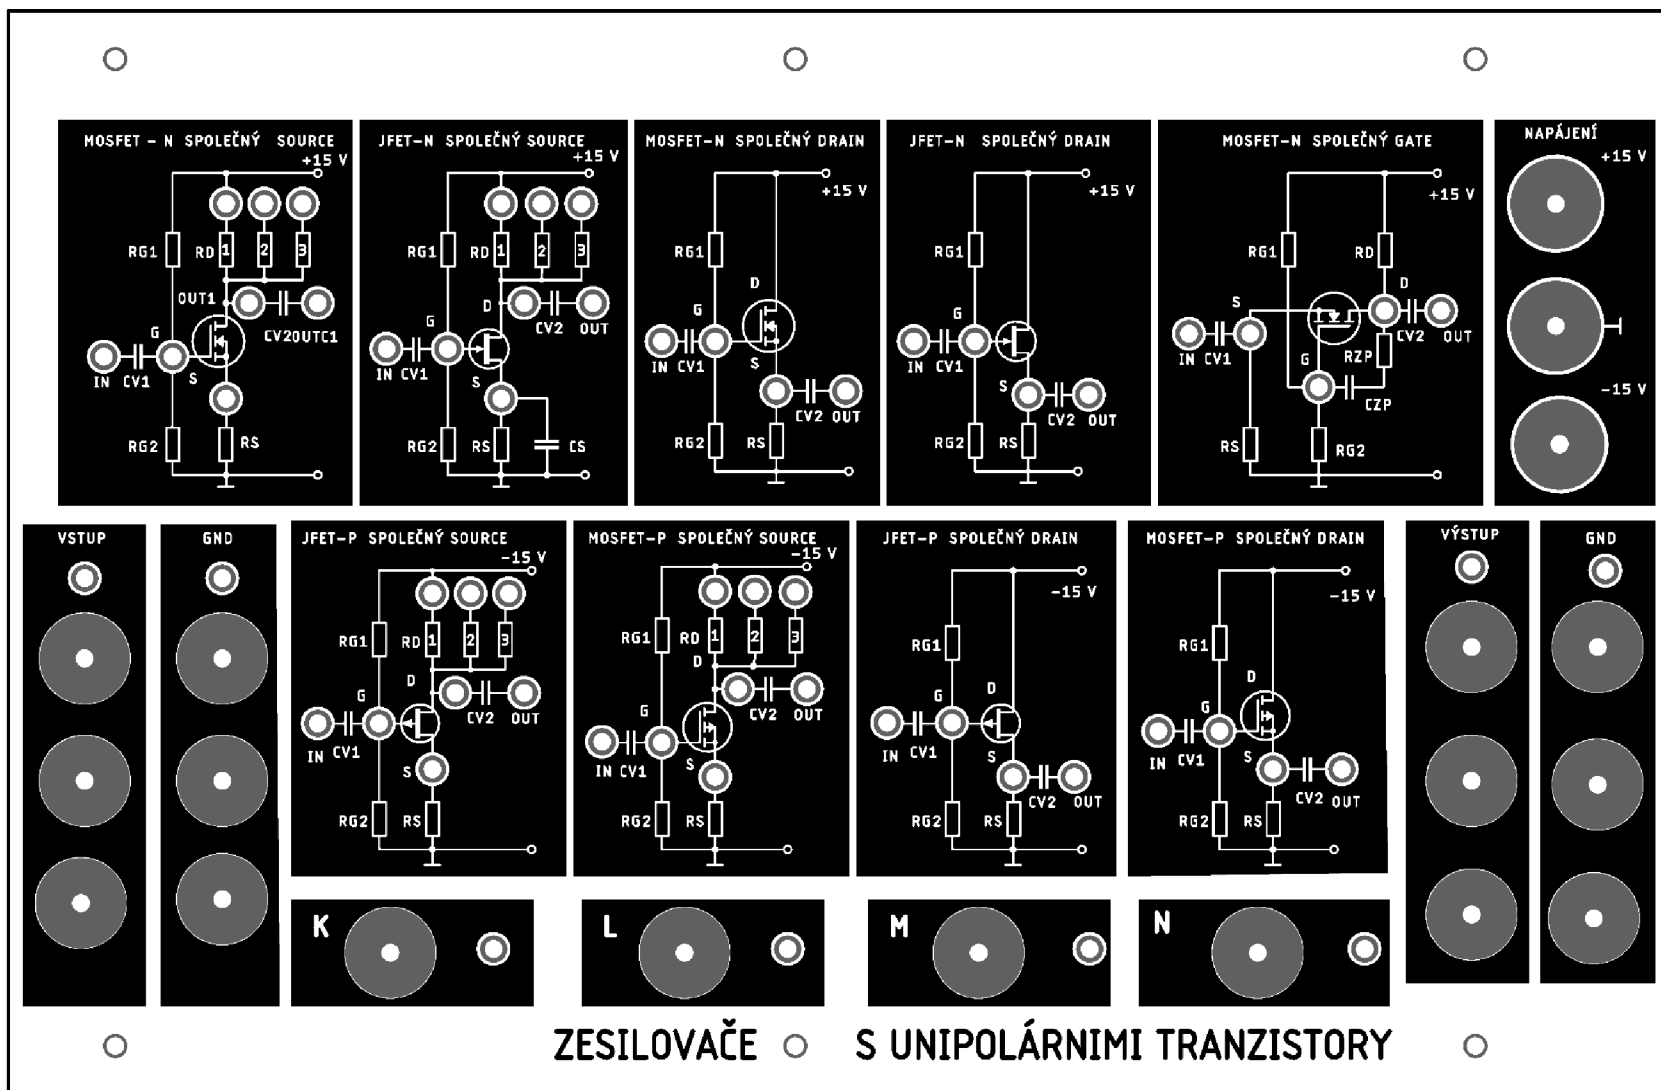 MOSFET – N SPOLEČNÝ SOURCE
+15 V
RG1
RD
1
2
3
OUT1
CV2OUTC1
G
IN CV1
S
RG2
RS
JFET–N SPOLEČNÝ SOURCE
+15 V
RG1
RD
1
2
3
D
G
CV2 OUT
IN CV1
S
RG2
RS
CS
MOSFET–N SPOLEČNÝ DRAIN
+15 V
RG1
D
G
IN CV1
S
CV2 OUT
RG2
RS
JFET–N SPOLEČNÝ DRAIN
+15 V
RG1
D
G
IN CV1
S
CV2 OUT
RG2
RS
MOSFET–N SPOLEČNÝ GATE
+15 V
RG1
RD
D
S
CV2
OUT
IN CV1
G
RZP
CZP
RS
RG2
NAPÁJENÍ
+15 V
–15 V
VSTUP
GND
JFET–P SPOLEČNÝ SOURCE
–15 V
RG1
RD
1
2
3
D
G
CV2 OUT
IN CV1
S
RG2
RS
MOSFET–P SPOLEČNÝ SOURCE
–15 V
RG1
RD
1
2
3
D
G
CV2
OUT
IN CV1
S
RG2
RS
JFET–P SPOLEČNÝ DRAIN
–15 V
RG1
G
D
IN CV1
S
CV2 OUT
RG2
RS
MOSFET–P SPOLEČNÝ DRAIN
–15 V
RG1
D
G
IN CV1
S
CV2 OUT
RG2
RS
VÝSTUP
GND
K
L
M
N
ZESILOVAČE S UNIPOLÁRNIMI TRANZISTORY